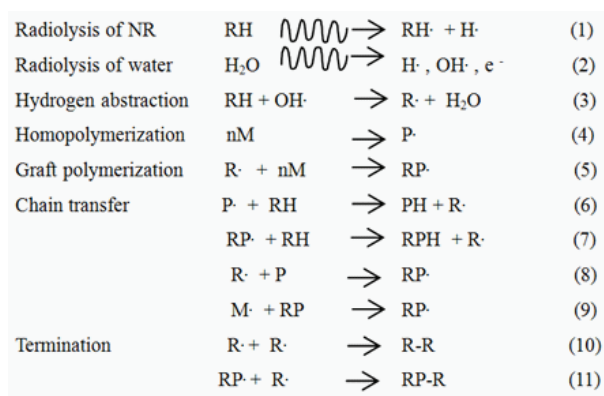 Radiolysis of NR RH → RH· + H· (1)
Radiolysis of water H₂O → H· , OH· , e ⁻ (2)
Hydrogen abstraction RH + OH· → R· + H₂O (3)
Homopolymerization nM → P· (4)
Graft polymerization R· + nM → RP· (5)
Chain transfer P· + RH → PH + R· (6)
RP· + RH → RPH + R· (7)
R· + P → RP· (8)
M· + RP → RP· (9)
Termination R· + R· → R-R (10)
RP· + R· → RP-R (11)